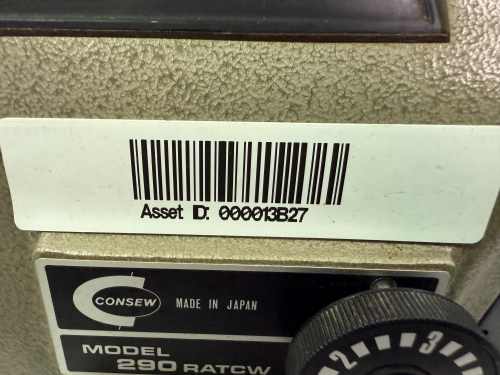 Asset ID: 000013B27
CONSEW
MADE IN JAPAN
MODEL
290 RATCW
2 3